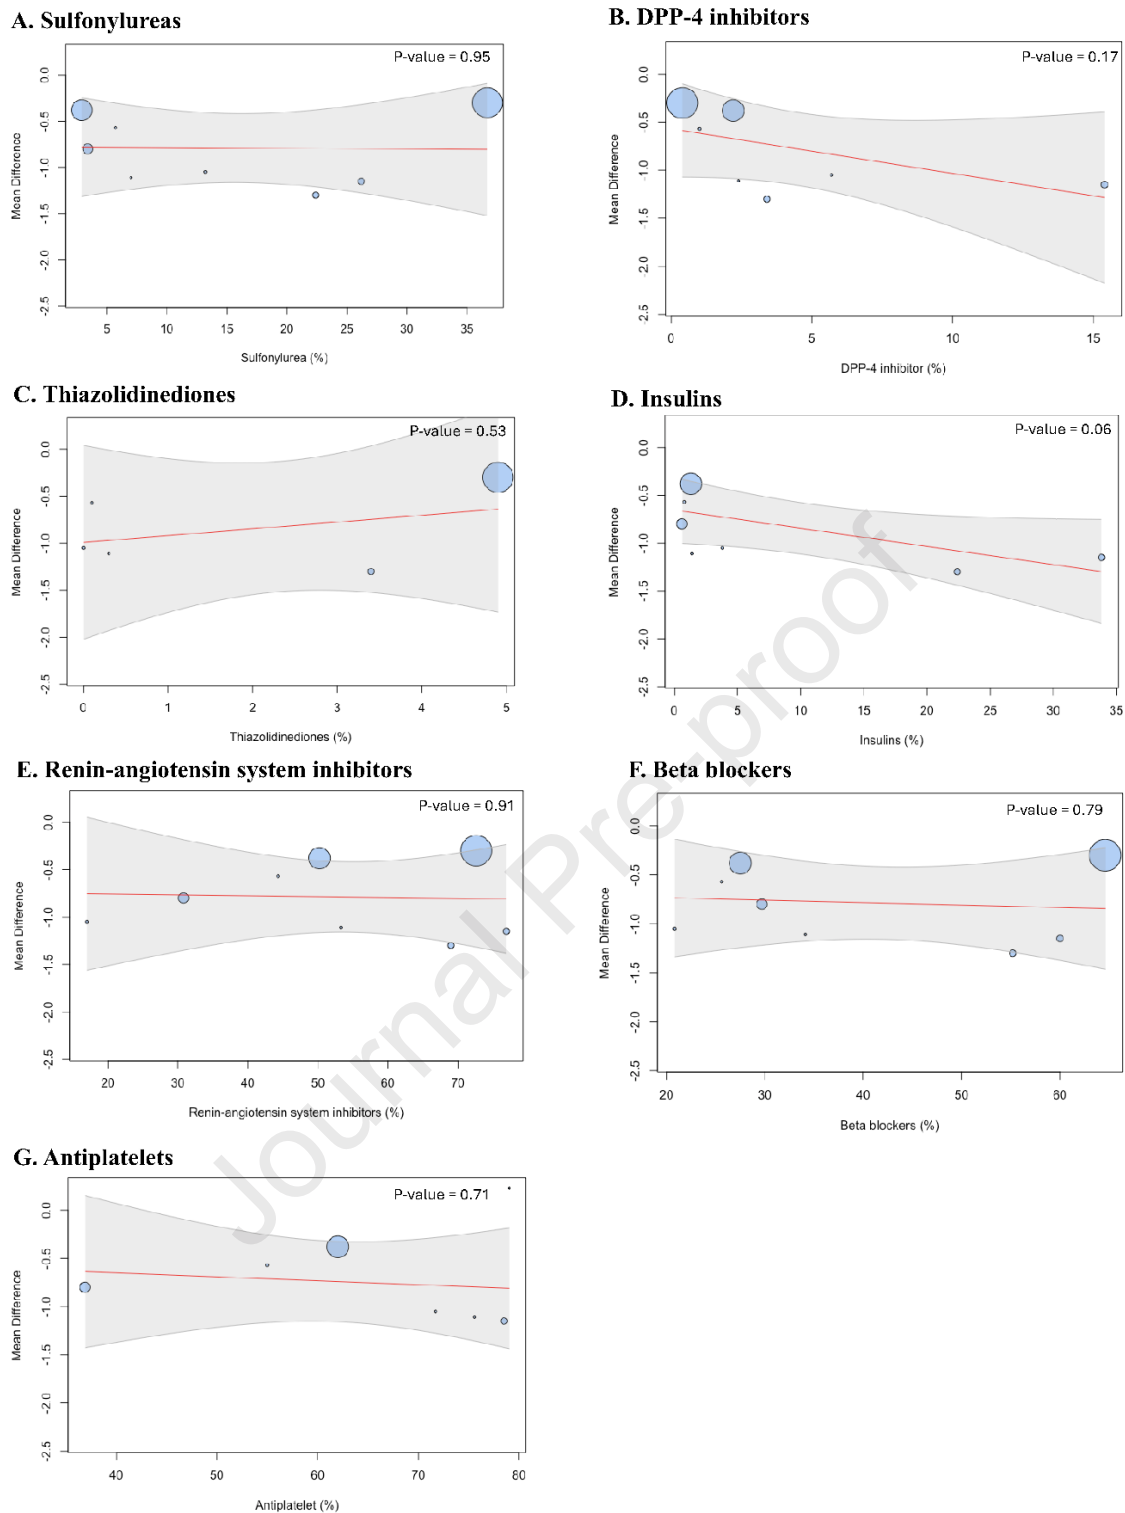 A. Sulfonylureas
P-value = 0.95
Mean Difference
0.0
-0.5
-1.0
-1.5
-2.0
-2.5
5 10 15 20 25 30 35
Sulfonylurea (%)
B. DPP-4 inhibitors
P-value = 0.17
Mean Difference
0.0
-0.5
-1.0
-1.5
-2.0
-2.5
0 5 10 15
DPP-4 inhibitor (%)
C. Thiazolidinediones
P-value = 0.53
Mean Difference
0.0
-0.5
-1.0
-1.5
-2.0
-2.5
0 1 2 3 4 5
Thiazolidinediones (%)
D. Insulins
P-value = 0.06
Mean Difference
0.0
-0.5
-1.0
-1.5
-2.0
-2.5
0 5 10 15 20 25 30 35
Insulins (%)
E. Renin-angiotensin system inhibitors
P-value = 0.91
Mean Difference
0.0
-0.5
-1.0
-1.5
-2.0
-2.5
20 30 40 50 60 70
Renin-angiotensin system inhibitors (%)
F. Beta blockers
P-value = 0.79
Mean Difference
0.0
-0.5
-1.0
-1.5
-2.0
-2.5
20 30 40 50 60
Beta blockers (%)
G. Antiplatelets
P-value = 0.71
Mean Difference
0.0
-0.5
-1.0
-1.5
-2.0
-2.5
40 50 60 70 80
Antiplatelet (%)
Journal Pre-proof